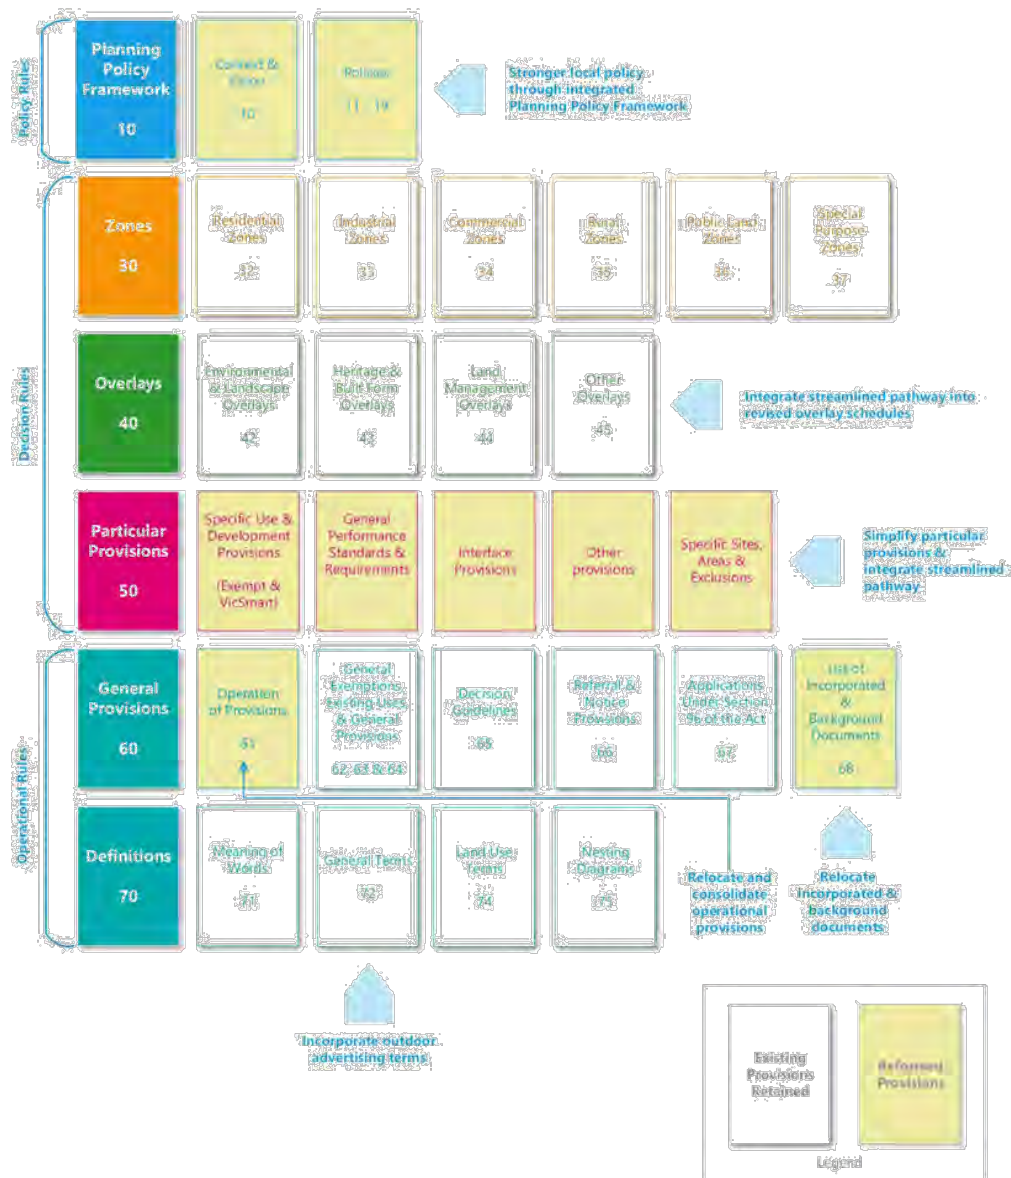 Policy Rules
Planning
Policy
Framework
10
Context &
Vision
10
Policies
11 - 19
Stronger local policy
through integrated
Planning Policy Framework
Decision Rules
Zones
30
Residential
Zones
32
Industrial
Zones
33
Commercial
Zones
34
Rural
Zones
35
Public Land
Zones
36
Special
Purpose
Zones
37
Overlays
40
Environmental
& Landscape
Overlays
42
Heritage &
Built Form
Overlays
43
Land
Management
Overlays
44
Other
Overlays
45
Integrate streamlined pathway into
revised overlay schedules
Particular
Provisions
50
Specific Use &
Development
Provisions
(Exempt &
VicSmart)
General
Performance
Standards &
Requirements
Interface
Provisions
Other
provisions
Specific Sites,
Areas &
Exclusions
Simplify particular
provisions &
integrate streamlined
pathway
Operational Rules
General
Provisions
60
Operation
of Provisions
61
General
Exemptions
Existing Uses,
& General
Provisions
62, 63 & 64
Decision
Guidelines
65
Referral &
Notice
Provisions
66
Applications
Under Section
96 of the Act
67
Use of
Incorporated
&
Background
Documents
68
Definitions
70
Meaning of
Words
71
General Terms
72
Land Use
Terms
74
Nesting
Diagrams
75
Relocate and
consolidate
operational
provisions
Relocate
incorporated &
background
documents
Incorporate outdoor
advertising terms
Existing
Provisions
Retained
Reformed
Provisions
Legend